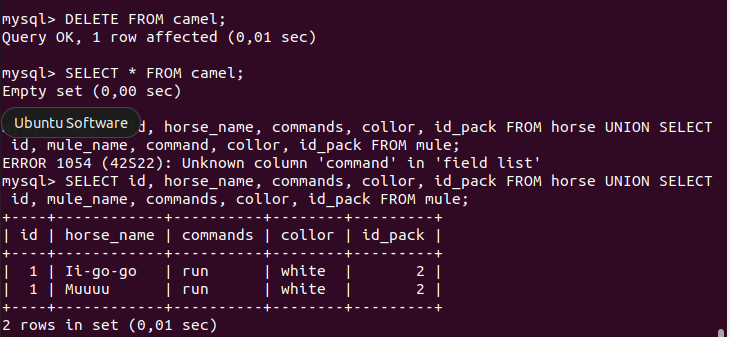 mysql> DELETE FROM camel;
Query OK, 1 row affected (0,01 sec)
mysql> SELECT * FROM camel;
Empty set (0,00 sec)
Ubuntu Software
d, horse_name, commands, collor, id_pack FROM horse UNION SELECT
id, mule_name, command, collor, id_pack FROM mule;
ERROR 1054 (42S22): Unknown column 'command' in 'field list'
mysql> SELECT id, horse_name, commands, collor, id_pack FROM horse UNION SELECT
id, mule_name, commands, collor, id_pack FROM mule;
+----+------------+----------+--------+---------+
| id | horse_name | commands | collor | id_pack |
+----+------------+----------+--------+---------+
|  1 | Ii-go-go   | run      | white  |       2 |
|  1 | Muuuu      | run      | white  |       2 |
+----+------------+----------+--------+---------+
2 rows in set (0,01 sec)